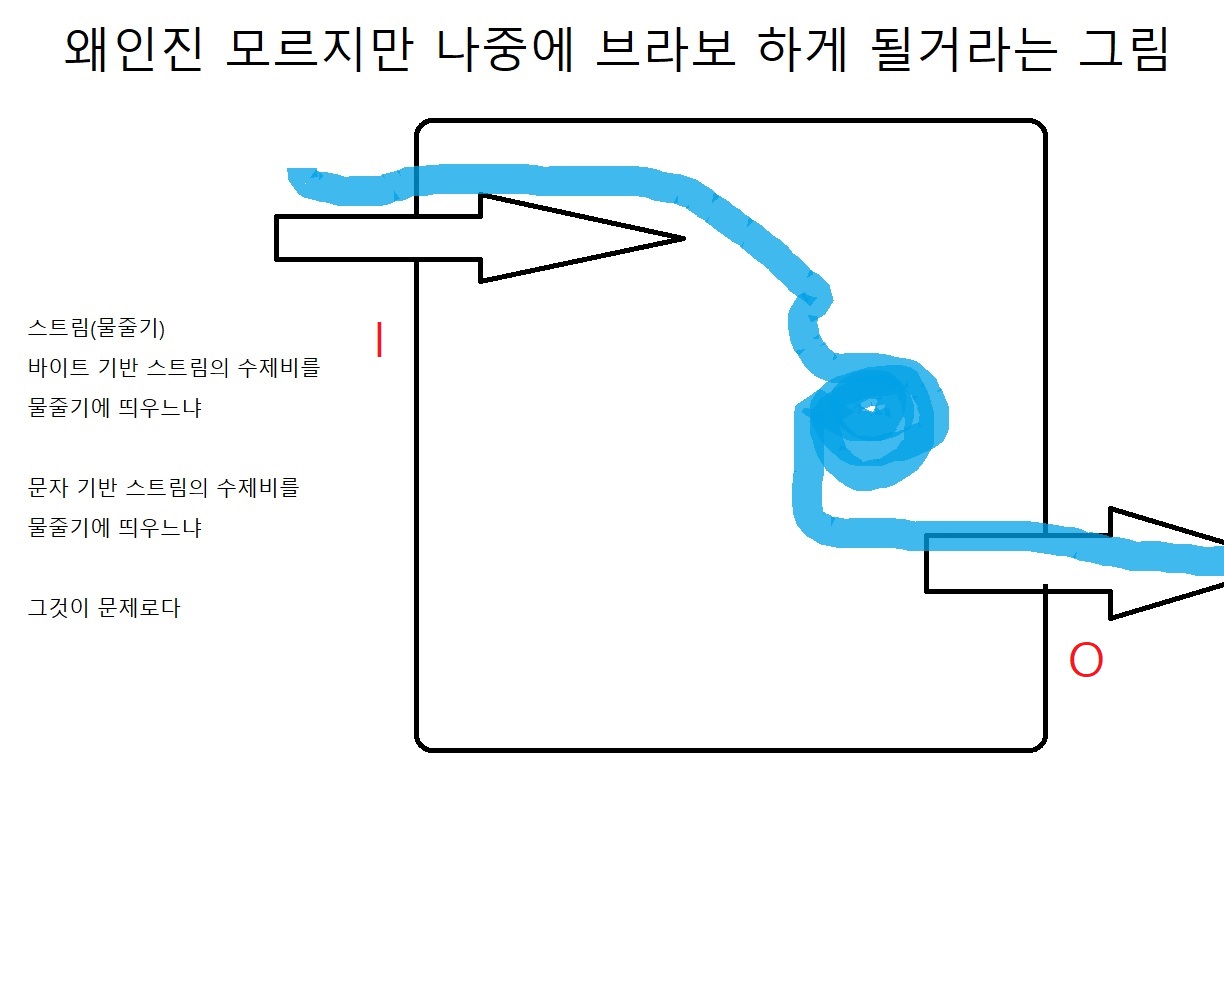 왜인진 모르지만 나중에 브라보 하게 될거라는 그림
스트림(물줄기)
바이트 기반 스트림의 수제비를
물줄기에 띄우느냐
문자 기반 스트림의 수제비를
물줄기에 띄우느냐
그것이 문제로다
I
O